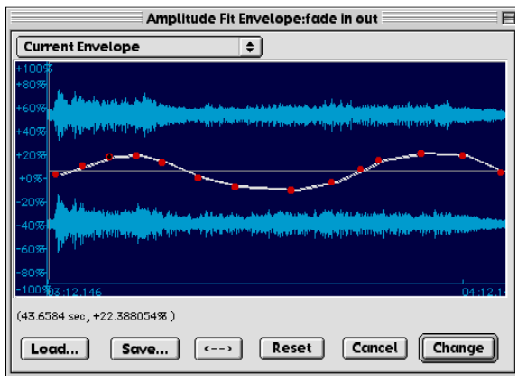 Amplitude Fit Envelope:fade in out
Current Envelope
+100%
+80%
+60%
+40%
+20%
+0%
-20%
-40%
-60%
-80%
-100%
03:12.146
04:12.1
(43.6584 sec, +22.388054% )
Load...
Save...
<-->
Reset
Cancel
Change